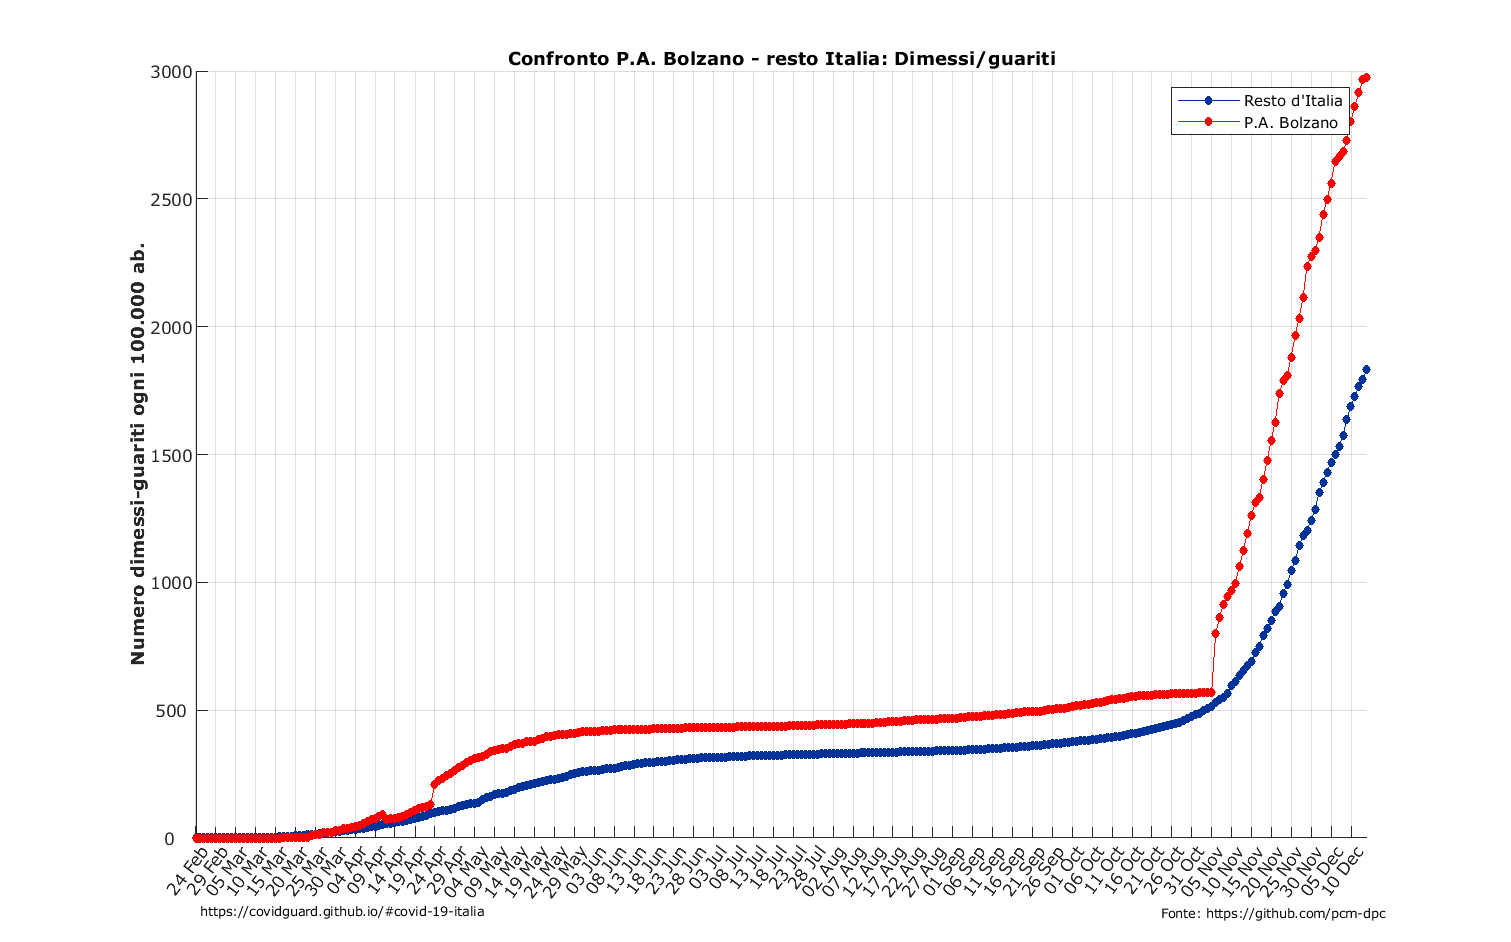 Confronto P.A. Bolzano - resto Italia: Dimessi/guariti
Numero dimessi-guariti ogni 100.000 ab.
3000
2500
2000
1500
1000
500
0
Resto d'Italia
P.A. Bolzano
24 Feb
29 Feb
05 Mar
10 Mar
15 Mar
20 Mar
25 Mar
30 Mar
04 Apr
09 Apr
14 Apr
19 Apr
24 Apr
29 Apr
04 May
09 May
14 May
19 May
24 May
29 May
03 Jun
08 Jun
13 Jun
18 Jun
23 Jun
28 Jun
03 Jul
08 Jul
13 Jul
18 Jul
23 Jul
28 Jul
02 Aug
07 Aug
12 Aug
17 Aug
22 Aug
27 Aug
01 Sep
06 Sep
11 Sep
16 Sep
21 Sep
26 Sep
01 Oct
06 Oct
11 Oct
16 Oct
21 Oct
26 Oct
31 Oct
05 Nov
10 Nov
15 Nov
20 Nov
25 Nov
30 Nov
05 Dec
10 Dec
https://covidguard.github.io/#covid-19-italia
Fonte: https://github.com/pcm-dpc